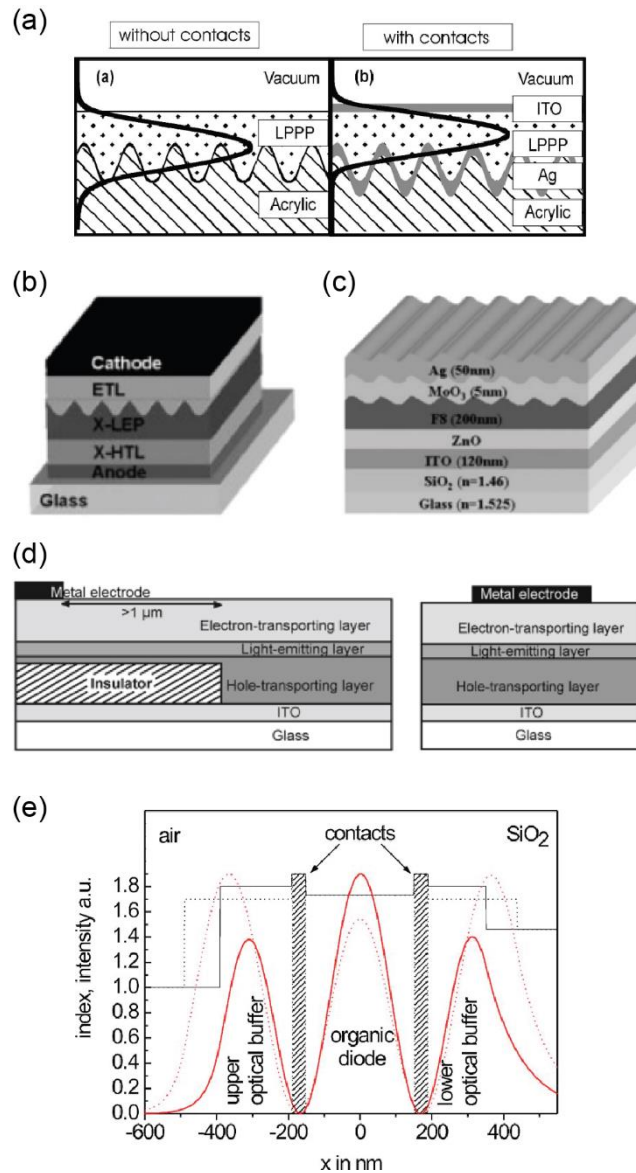 (a)
without contacts
with contacts
(a)
Vacuum
LPPP
Acrylic
(b)
Vacuum
ITO
LPPP
Ag
Acrylic
(b)
Cathode
ETL
X-LEP
X-HTL
Anode
Glass
(c)
Ag (50nm)
MoO₃ (5nm)
F8 (200nm)
ZnO
ITO (120nm)
SiO₂ (n=1.46)
Glass (n=1.525)
(d)
Metal electrode
>1 μm
Electron-transporting layer
Light-emitting layer
Insulator
Hole-transporting layer
ITO
Glass
Metal electrode
Electron-transporting layer
Light-emitting layer
Hole-transporting layer
ITO
Glass
(e)
air
contacts
SiO₂
index, intensity a.u.
1.8
1.6
1.4
1.2
1.0
0.8
0.6
0.4
0.2
0.0
upper
optical buffer
organic
diode
lower
optical buffer
-600
-400
-200
0
200
400
x in nm